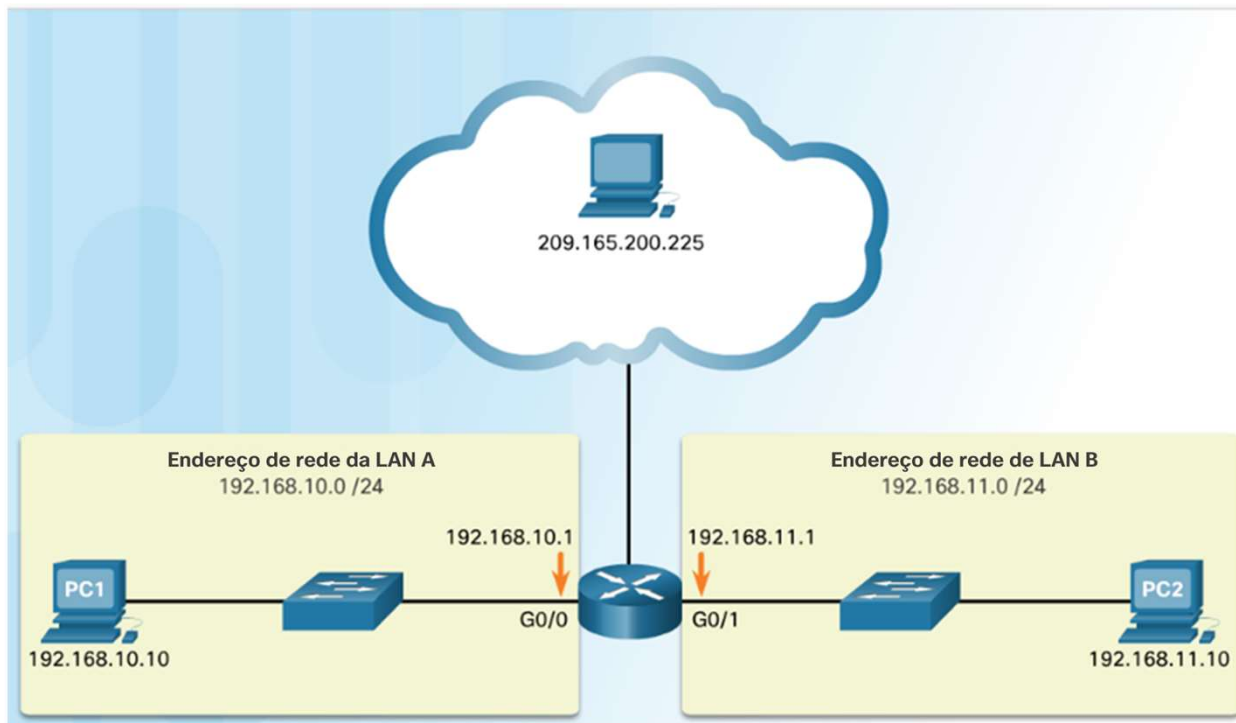 209.165.200.225
Endereço de rede da LAN A
192.168.10.0 /24
Endereço de rede de LAN B
192.168.11.0 /24
192.168.10.1
192.168.11.1
PC1
PC2
G0/0
G0/1
192.168.10.10
192.168.11.10